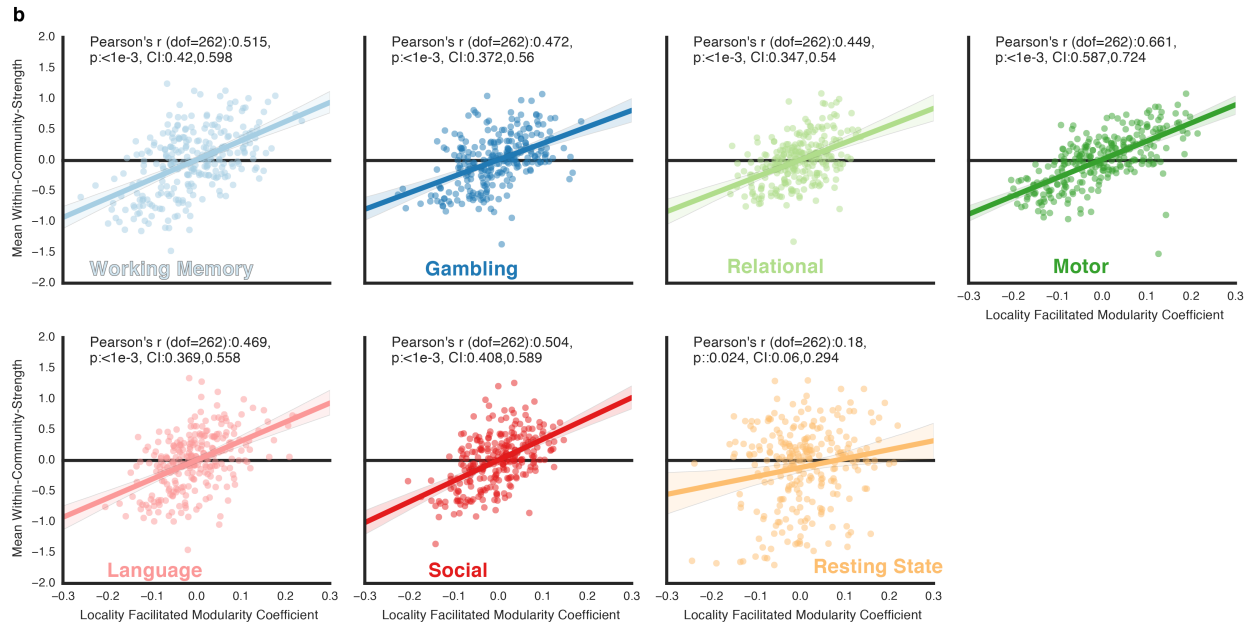 b
Pearson's r (dof=262):0.515,
p:<1e-3, CI:0.42,0.598
Pearson's r (dof=262):0.472,
p:<1e-3, CI:0.372,0.56
Pearson's r (dof=262):0.449,
p:<1e-3, CI:0.347,0.54
Pearson's r (dof=262):0.661,
p:<1e-3, CI:0.587,0.724
Mean Within-Community-Strength
2.0
1.5
1.0
0.5
0.0
−0.5
−1.0
−1.5
−2.0
Working Memory
Gambling
Relational
Motor
−0.3 −0.2 −0.1 0.0 0.1 0.2 0.3
Locality Facilitated Modularity Coefficient
Pearson's r (dof=262):0.469,
p:<1e-3, CI:0.369,0.558
Pearson's r (dof=262):0.504,
p:<1e-3, CI:0.408,0.589
Pearson's r (dof=262):0.18,
p::0.024, CI:0.06,0.294
Mean Within-Community-Strength
2.0
1.5
1.0
0.5
0.0
−0.5
−1.0
−1.5
−2.0
Language
Social
Resting State
−0.3 −0.2 −0.1 0.0 0.1 0.2 0.3
−0.3 −0.2 −0.1 0.0 0.1 0.2 0.3
−0.3 −0.2 −0.1 0.0 0.1 0.2 0.3
Locality Facilitated Modularity Coefficient
Locality Facilitated Modularity Coefficient
Locality Facilitated Modularity Coefficient